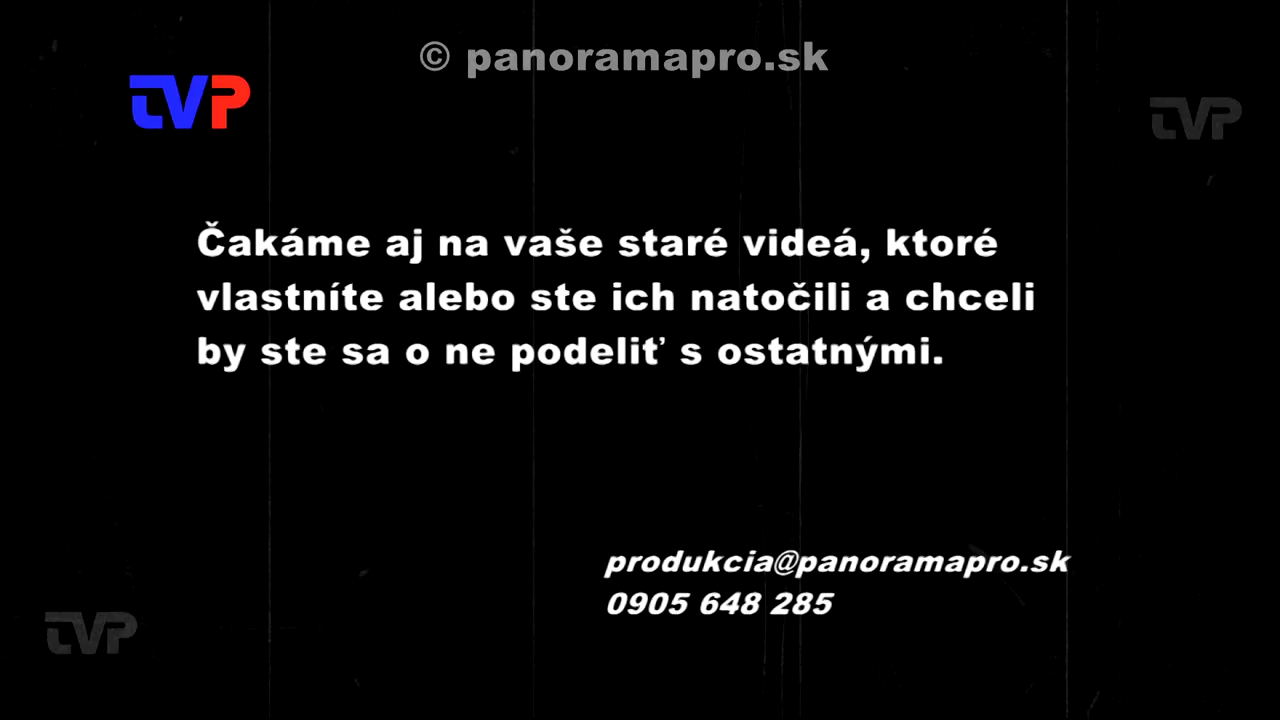 © panoramapro.sk
TVP
TVP
Čakáme aj na vaše staré videá, ktoré
vlastníte alebo ste ich natočili a chceli
by ste sa o ne podeliť s ostatnými.
produkcia@panoramapro.sk
0905 648 285
TVP